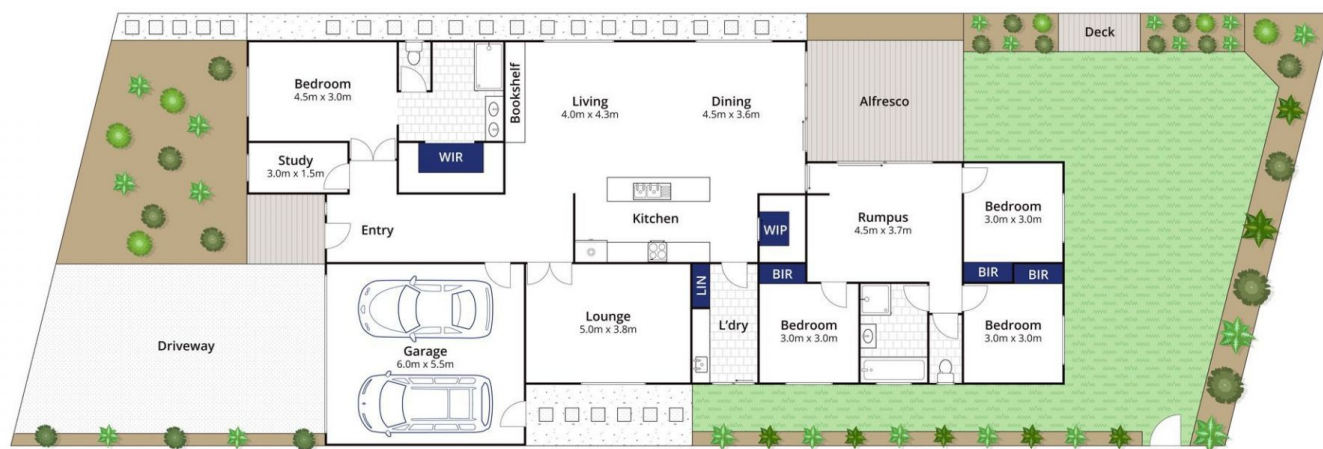 Deck
Bedroom
4.5m x 3.0m
Bookshelf
Living
4.0m x 4.3m
Dining
4.5m x 3.6m
Alfresco
WIR
Study
3.0m x 1.5m
Entry
Kitchen
WIP
Rumpus
4.5m x 3.7m
Bedroom
3.0m x 3.0m
BIR
BIR
BIR
LIN
Driveway
Garage
6.0m x 5.5m
Lounge
5.0m x 3.8m
L'dry
Bedroom
3.0m x 3.0m
Bedroom
3.0m x 3.0m